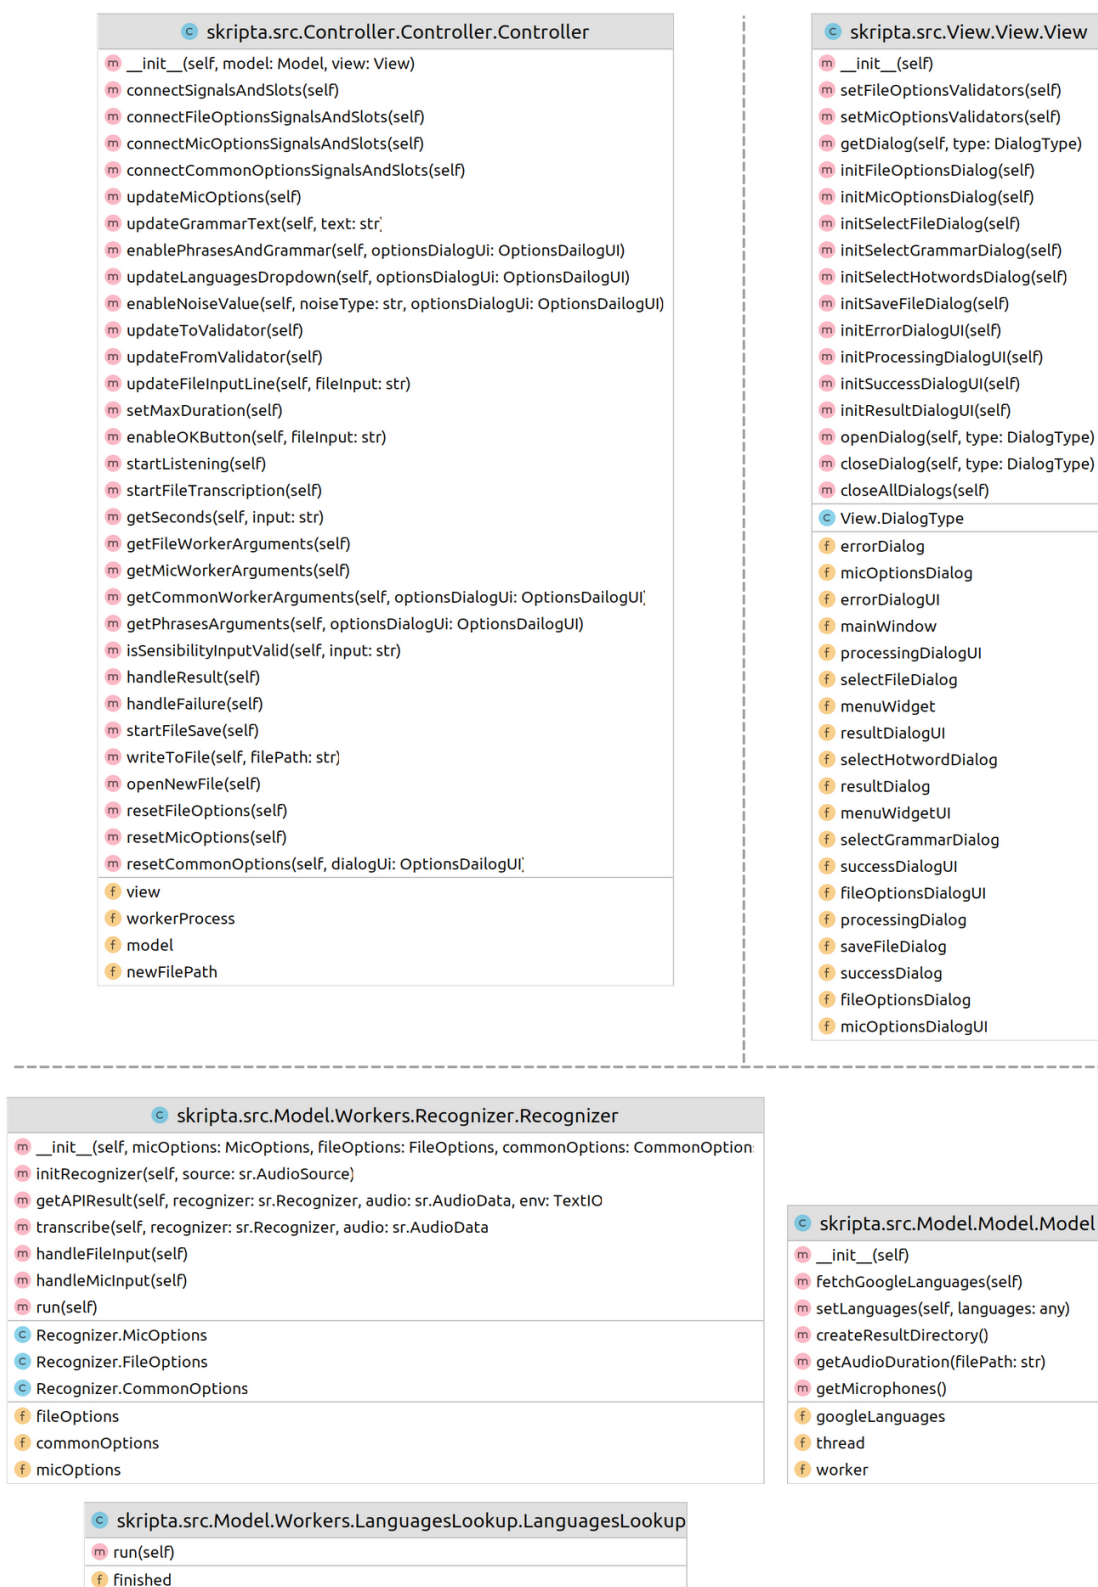 skripta.src.Controller.Controller.Controller
__init__(self, model: Model, view: View)
connectSignalsAndSlots(self)
connectFileOptionsSignalsAndSlots(self)
connectMicOptionsSignalsAndSlots(self)
connectCommonOptionsSignalsAndSlots(self)
updateMicOptions(self)
updateGrammarText(self, text: str)
enablePhrasesAndGrammar(self, optionsDialogUi: OptionsDailogUI)
updateLanguagesDropdown(self, optionsDialogUi: OptionsDailogUI)
enableNoiseValue(self, noiseType: str, optionsDialogUi: OptionsDailogUI)
updateToValidator(self)
updateFromValidator(self)
updateFileInputLine(self, fileInput: str)
setMaxDuration(self)
enableOKButton(self, fileInput: str)
startListening(self)
startFileTranscription(self)
getSeconds(self, input: str)
getFileWorkerArguments(self)
getMicWorkerArguments(self)
getCommonWorkerArguments(self, optionsDialogUi: OptionsDailogUI)
getPhrasesArguments(self, optionsDialogUi: OptionsDailogUI)
isSensibilityInputValid(self, input: str)
handleResult(self)
handleFailure(self)
startFileSave(self)
writeToFile(self, filePath: str)
openNewFile(self)
resetFileOptions(self)
resetMicOptions(self)
resetCommonOptions(self, dialogUi: OptionsDailogUI)
view
workerProcess
model
newFilePath
skripta.src.View.View.View
__init__(self)
setFileOptionsValidators(self)
setMicOptionsValidators(self)
getDialog(self, type: DialogType)
initFileOptionsDialog(self)
initMicOptionsDialog(self)
initSelectFileDialog(self)
initSelectGrammarDialog(self)
initSelectHotwordsDialog(self)
initSaveFileDialog(self)
initErrorDialogUI(self)
initProcessingDialogUI(self)
initSuccessDialogUI(self)
initResultDialogUI(self)
openDialog(self, type: DialogType)
closeDialog(self, type: DialogType)
closeAllDialogs(self)
View.DialogType
errorDialog
micOptionsDialog
errorDialogUI
mainWindow
processingDialogUI
selectFileDialog
menuWidget
resultDialogUI
selectHotwordDialog
resultDialog
menuWidgetUI
selectGrammarDialog
successDialogUI
fileOptionsDialogUI
processingDialog
saveFileDialog
successDialog
fileOptionsDialog
micOptionsDialogUI
skripta.src.Model.Workers.Recognizer.Recognizer
__init__(self, micOptions: MicOptions, fileOptions: FileOptions, commonOptions: CommonOption
initRecognizer(self, source: sr.AudioSource)
getAPIResult(self, recognizer: sr.Recognizer, audio: sr.AudioData, env: TextIO
transcribe(self, recognizer: sr.Recognizer, audio: sr.AudioData
handleFileInput(self)
handleMicInput(self)
run(self)
Recognizer.MicOptions
Recognizer.FileOptions
Recognizer.CommonOptions
fileOptions
commonOptions
micOptions
skripta.src.Model.Model.Model
__init__(self)
fetchGoogleLanguages(self)
setLanguages(self, languages: any)
createResultDirectory()
getAudioDuration(filePath: str)
getMicrophones()
googleLanguages
thread
worker
skripta.src.Model.Workers.LanguagesLookup.LanguagesLookup
run(self)
finished